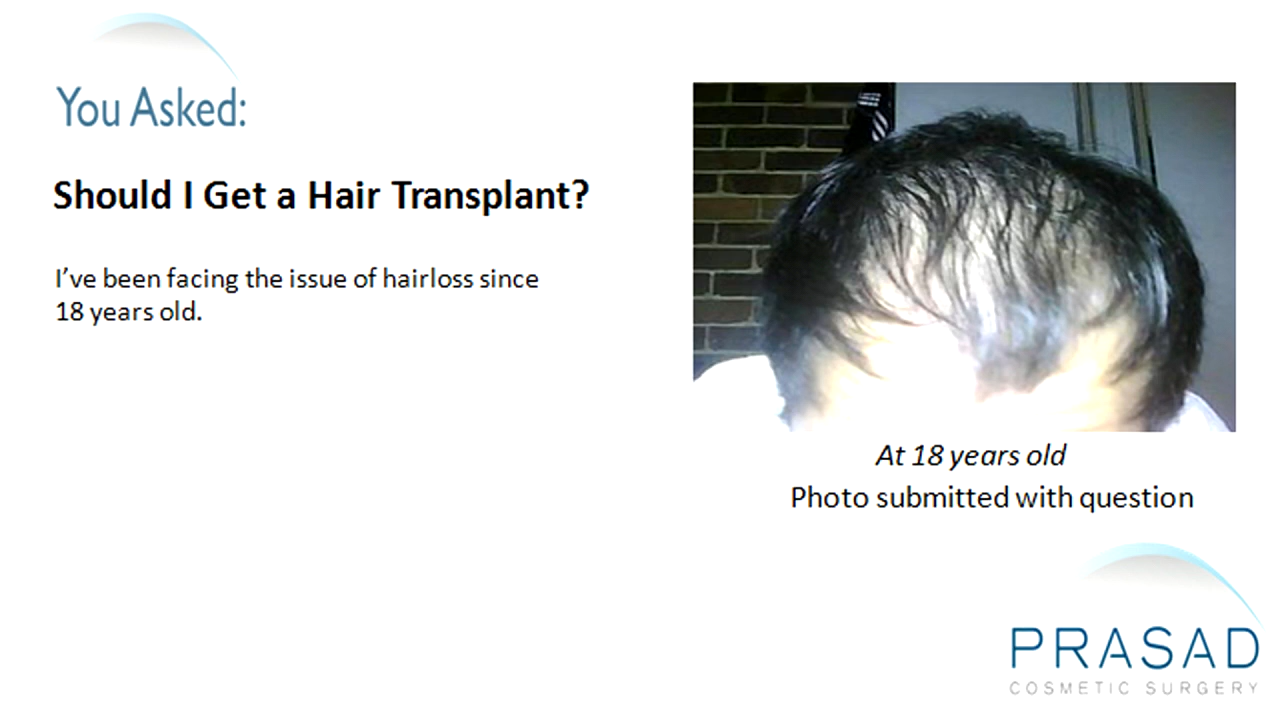 You Asked:
Should I Get a Hair Transplant?
I've been facing the issue of hairloss since
18 years old.
At 18 years old
Photo submitted with question
PRASAD
COSMETIC SURGERY